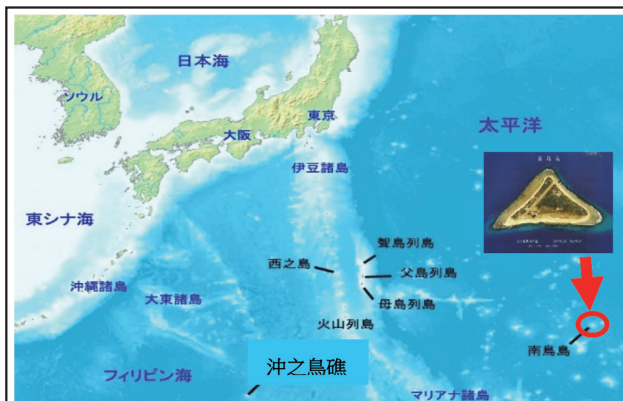 日本海
ソウル
東京
大阪
太平洋
伊豆諸島
東シナ海
聟島列島
西之島
父島列島
沖縄諸島
大東諸島
母島列島
火山列島
南鳥島
沖之鳥礁
フィリピン海
マリアナ諸島